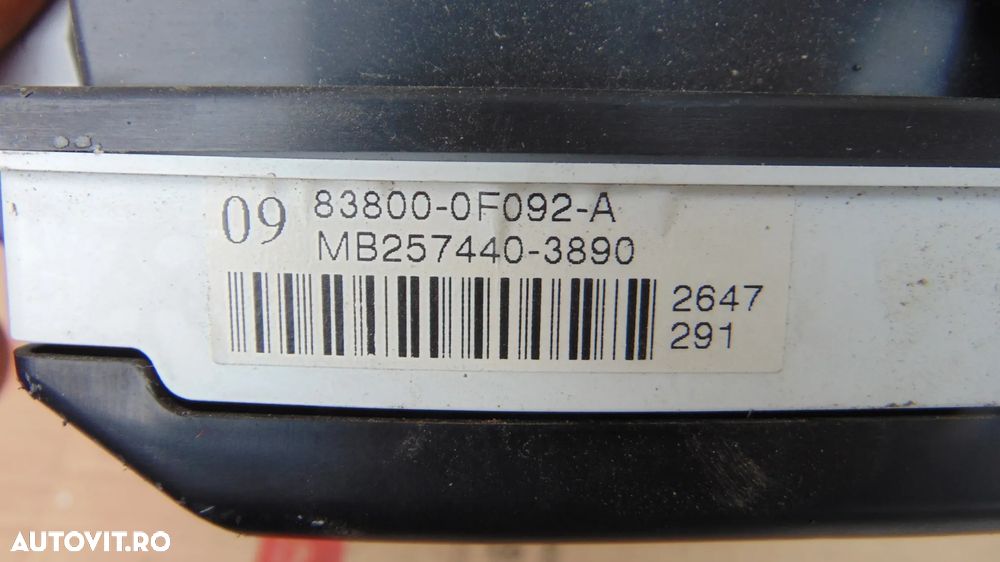 09 83800-0F092-A
MB257440-3890
2647
291
AUTOVIT.RO